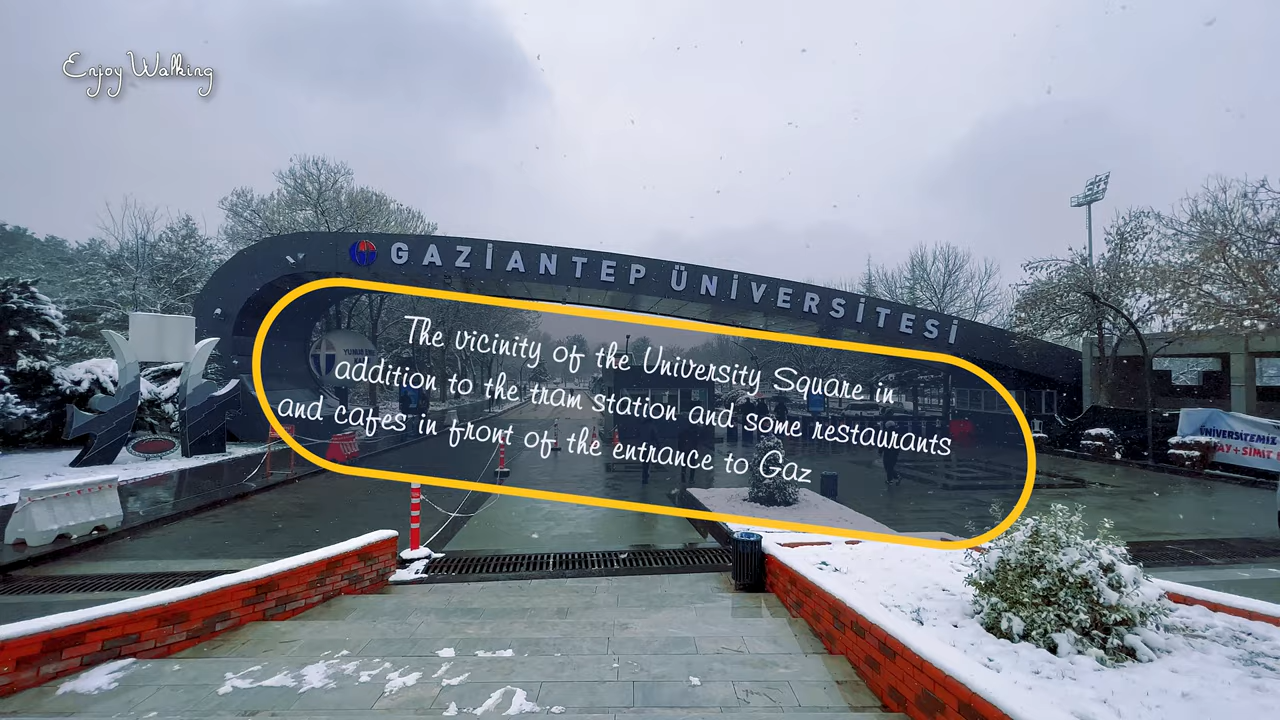 Enjoy Walking
GAZİANTEP ÜNİVERSİTESİ
The vicinity of the University Square in
addition to the tram station and some restaurants
and cafes in front of the entrance to Gaz
ÜNİVERSİTEMİZ